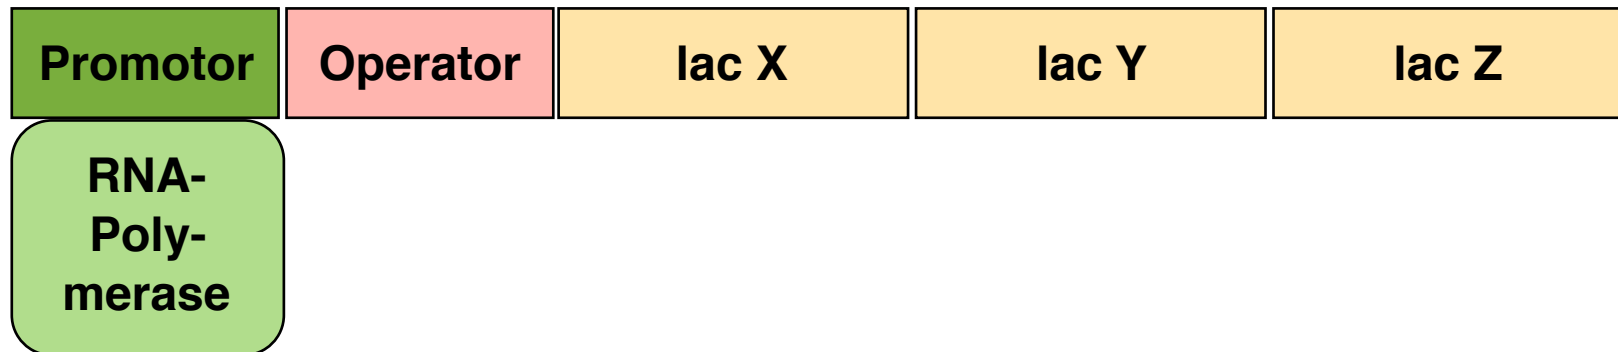 Promotor Operator lac X lac Y lac Z
RNA-
Poly-
merase